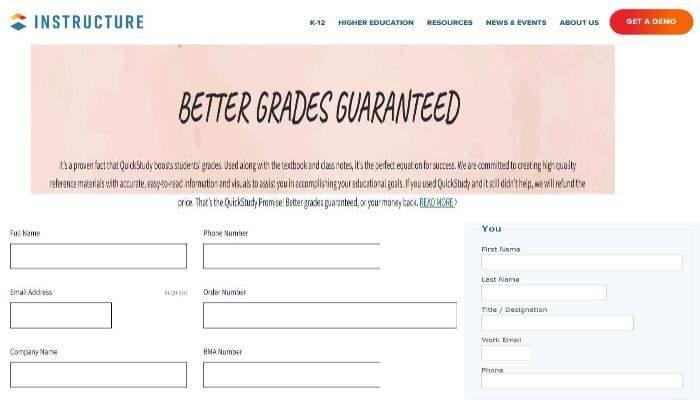 INSTRUCTURE
K-12 HIGHER EDUCATION RESOURCES NEWS & EVENTS ABOUT US GET A DEMO
BETTER GRADES GUARANTEED
It's a proven fact that QuickStudy boosts students' grades. Used along with the textbook and class notes, it's the perfect equation for success. We are committed to creating high quality
reference materials with accurate, easy-to-read information and visuals to assist you in accomplishing your educational goals. If you used QuickStudy and it still didn't help, we will refund the
price. That's the QuickStudy Promise! Better grades guaranteed, or your money back. READ MORE >
Full Name
Phone Number
Email Address REQUIRED
Order Number
Company Name
RMA Number
You
First Name
Last Name
Title / Designation
Work Email
Phone